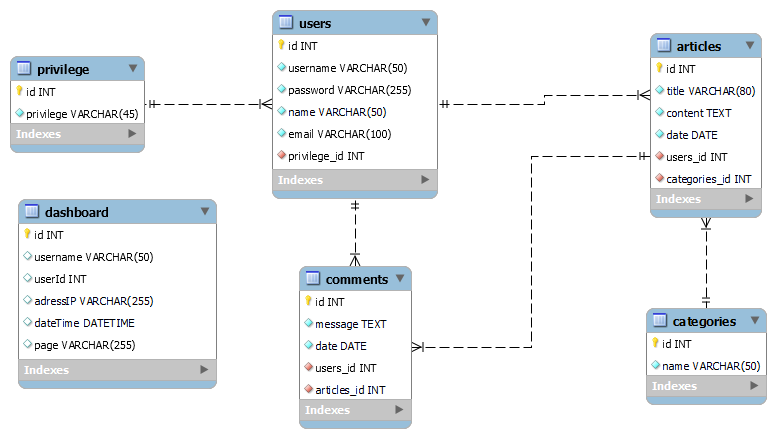 privilege
id INT
privilege VARCHAR(45)
Indexes
users
id INT
username VARCHAR(50)
password VARCHAR(255)
name VARCHAR(50)
email VARCHAR(100)
privilege_id INT
Indexes
articles
id INT
title VARCHAR(80)
content TEXT
date DATE
users_id INT
categories_id INT
Indexes
dashboard
id INT
username VARCHAR(50)
userId INT
adressIP VARCHAR(255)
dateTime DATETIME
page VARCHAR(255)
Indexes
comments
id INT
message TEXT
date DATE
users_id INT
articles_id INT
Indexes
categories
id INT
name VARCHAR(50)
Indexes